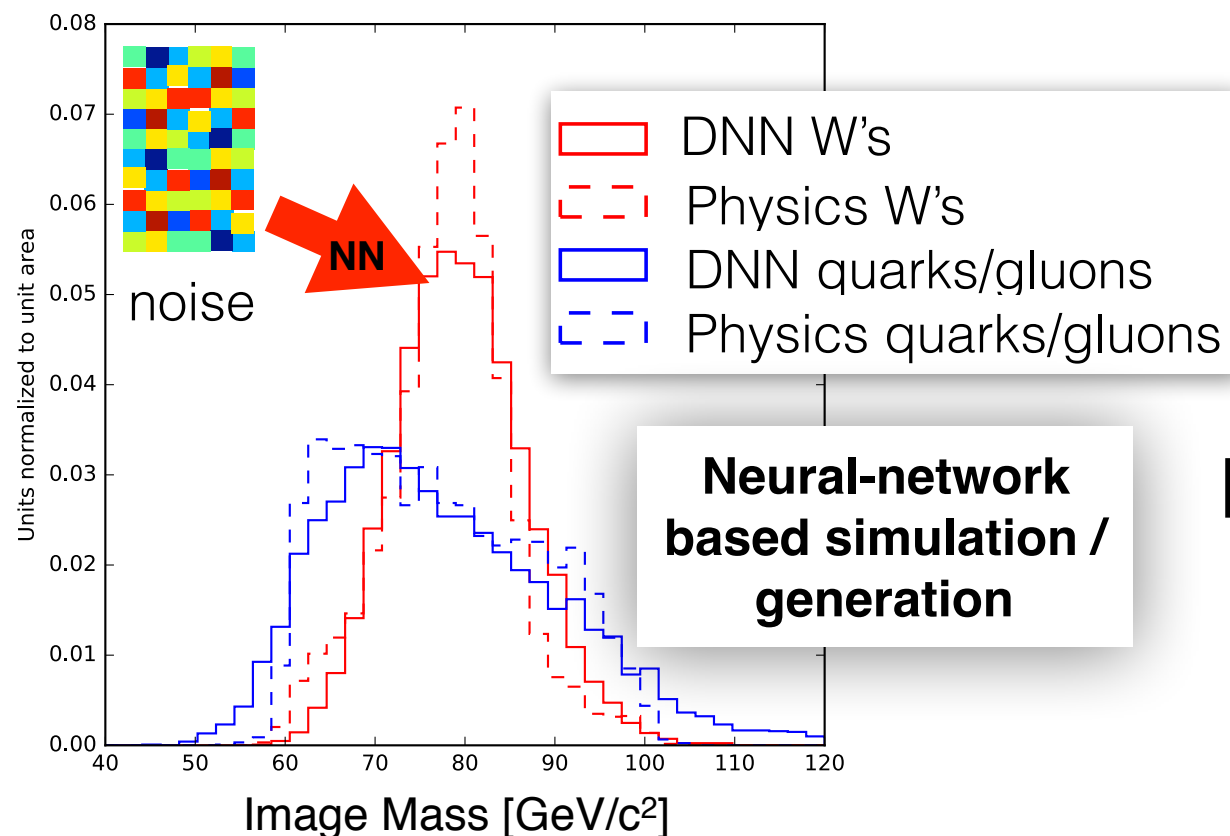 0.08
0.07
0.06
0.05
0.04
0.03
0.02
0.01
0.00
Units normalized to unit area
noise
NN
DNN W's
Physics W's
DNN quarks/gluons
Physics quarks/gluons
Neural-network
based simulation /
generation
40 50 60 70 80 90 100 110 120
Image Mass [GeV/c²]